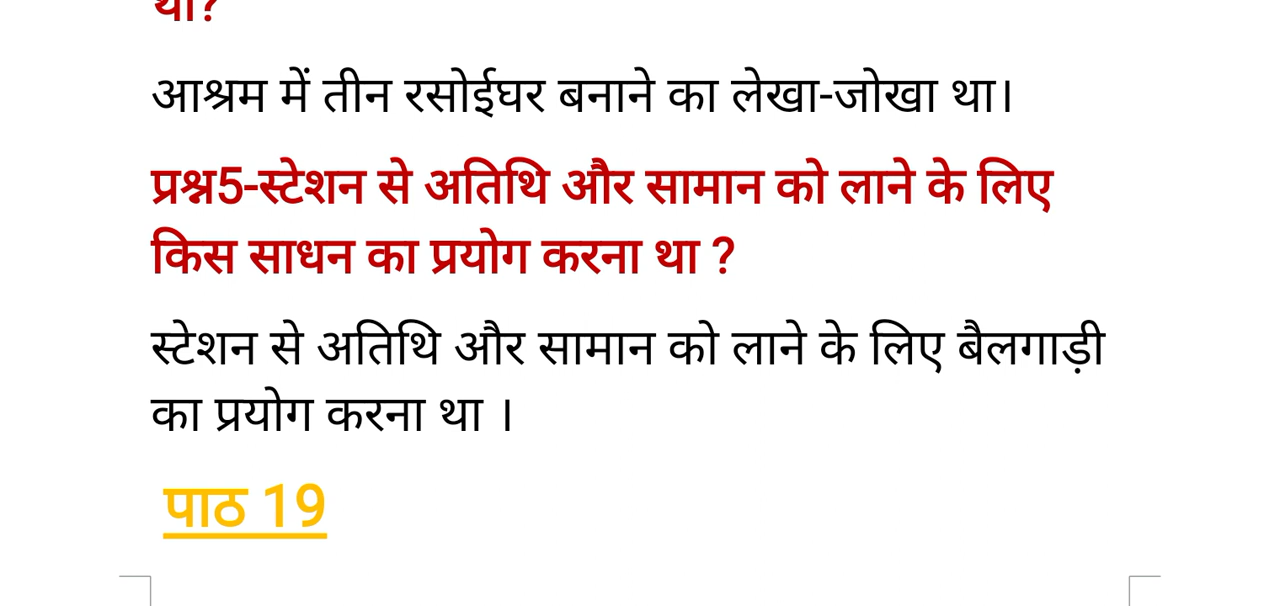 था?
आश्रम में तीन रसोईघर बनाने का लेखा-जोखा था।
प्रश्न5-स्टेशन से अतिथि और सामान को लाने के लिए
किस साधन का प्रयोग करना था ?
स्टेशन से अतिथि और सामान को लाने के लिए बैलगाड़ी
का प्रयोग करना था ।
पाठ 19